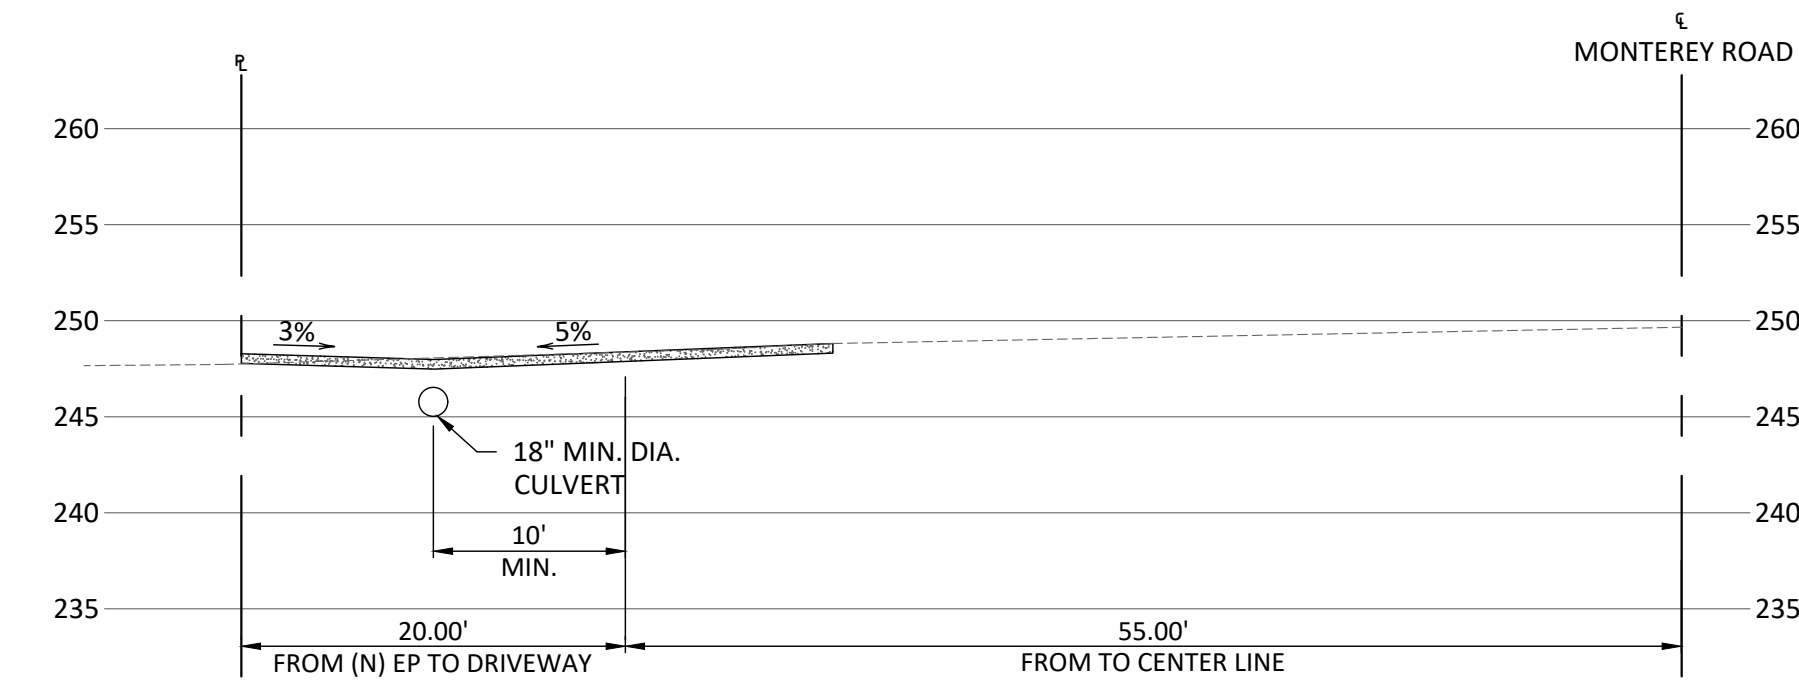 ℄
MONTEREY ROAD
℄
260 260
255 255
250 250
3% 5%
245 245
18" MIN. DIA.
CULVERT
240 240
10'
MIN.
235 235
20.00' 55.00'
FROM (N) EP TO DRIVEWAY FROM TO CENTER LINE